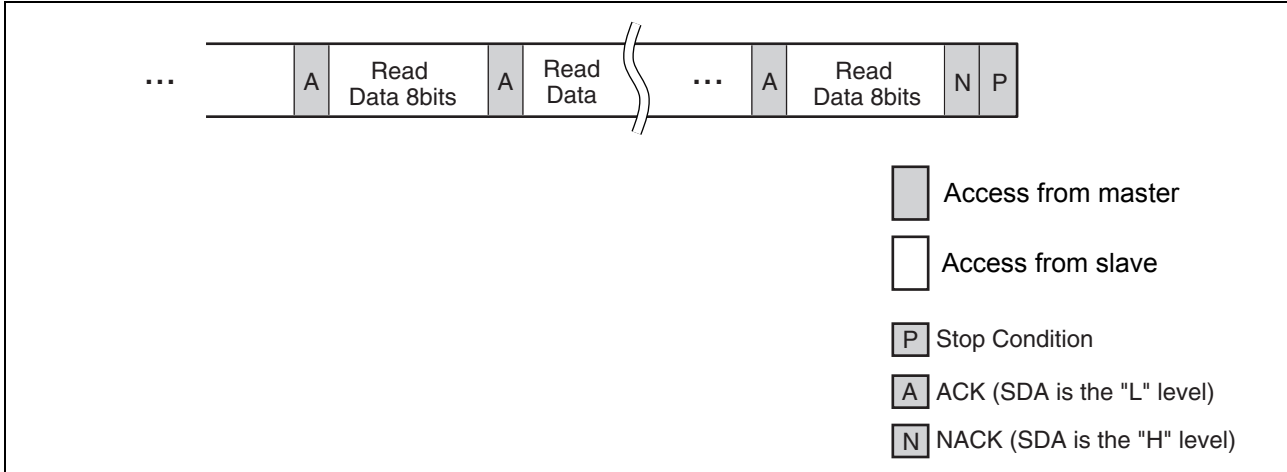 ... A Read A Read ... A Read N P
Data 8bits Data Data 8bits
Access from master
Access from slave
P Stop Condition
A ACK (SDA is the "L" level)
N NACK (SDA is the "H" level)